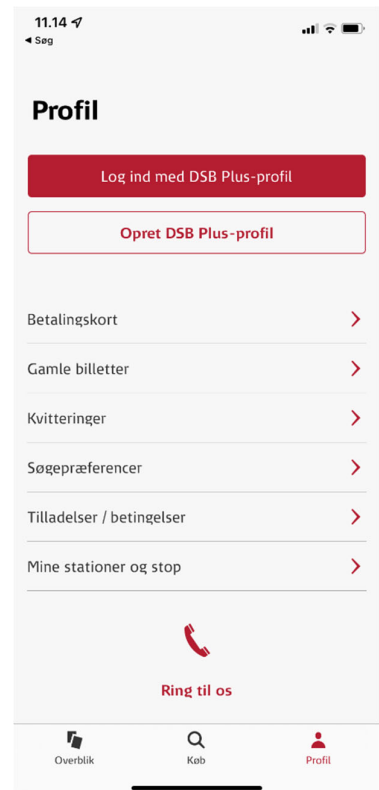 11.14
◀ Søg
Profil
Log ind med DSB Plus-profil
Opret DSB Plus-profil
Betalingskort
Gamle billetter
Kvitteringer
Søgepræferencer
Tilladelser / betingelser
Mine stationer og stop
Ring til os
Overblik
Køb
Profil